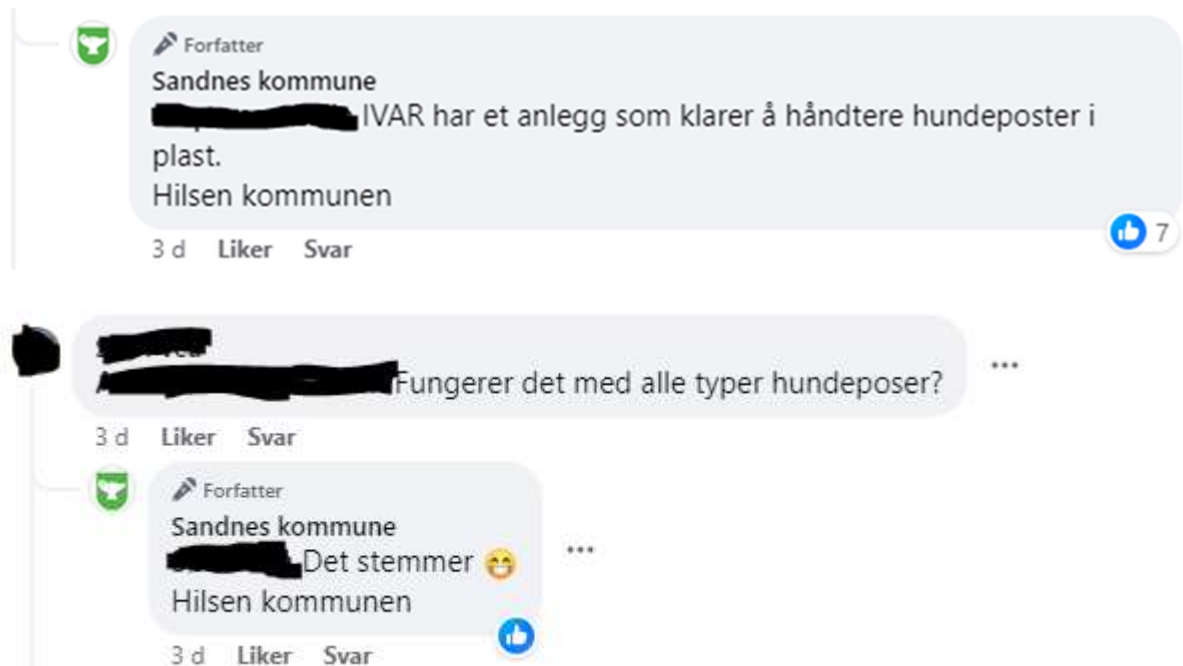 Forfatter
Sandnes kommune
IVAR har et anlegg som klarer å håndtere hundeposter i
plast.
Hilsen kommunen
7
3 d Liker Svar
Fungerer det med alle typer hundeposer?
3 d Liker Svar
Forfatter
Sandnes kommune
Det stemmer 😁
Hilsen kommunen
3 d Liker Svar